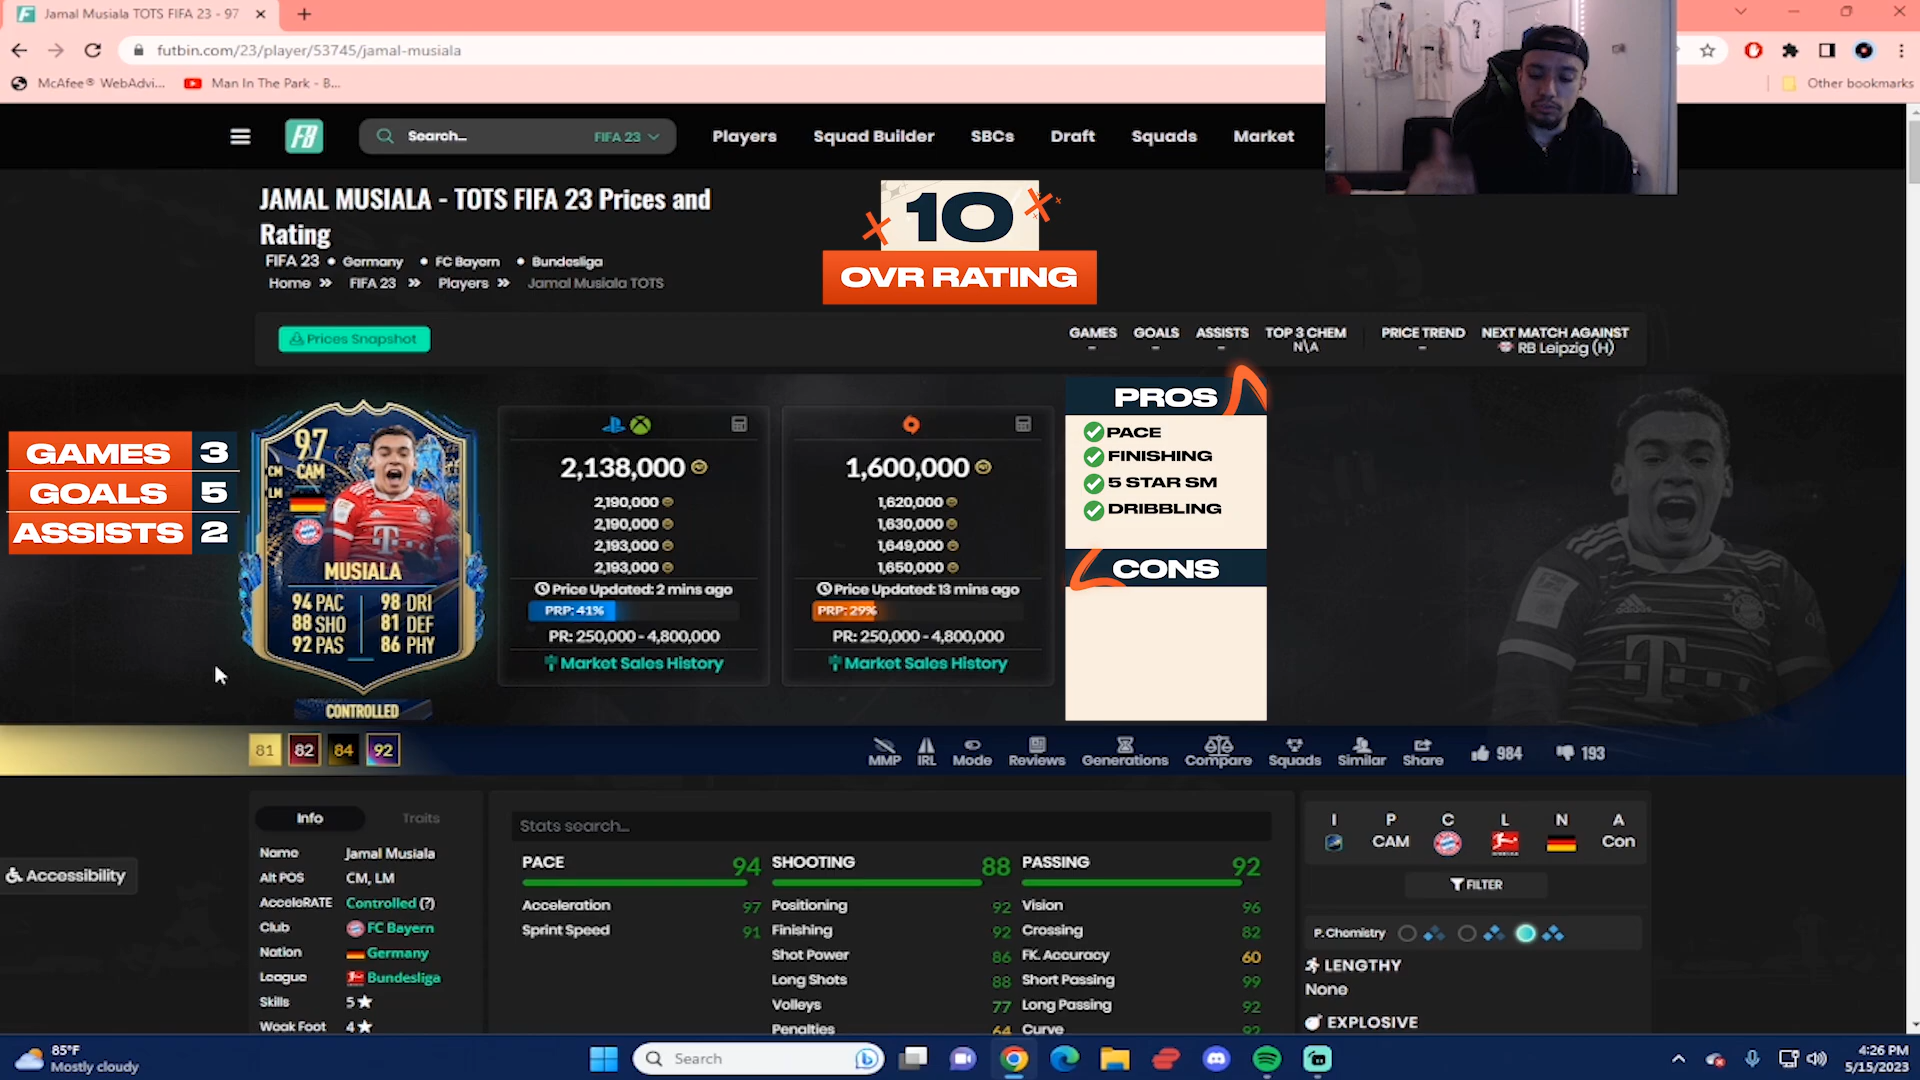 Jamal Musiala TOTS FIFA 23 - 97
futbin.com/23/player/53745/jamal-musiala
McAfee® WebAdvi...
Man In The Park - B...
Other bookmarks
FB
Search...
FIFA 23
Players
Squad Builder
SBCs
Draft
Squads
Market
JAMAL MUSIALA - TOTS FIFA 23 Prices and
Rating
FIFA 23 • Germany • FC Bayern • Bundesliga
Home » FIFA 23 » Players » Jamal Musiala TOTS
10
OVR RATING
Prices Snapshot
GAMES
-
GOALS
-
ASSISTS
-
TOP 3 CHEM
N\A
PRICE TREND
-
NEXT MATCH AGAINST
RB Leipzig (H)
GAMES 3
GOALS 5
ASSISTS 2
97
CAM
CM
LM
MUSIALA
94 PAC 98 DRI
88 SHO 81 DEF
92 PAS 86 PHY
CONTROLLED
2,138,000
2,190,000
2,190,000
2,193,000
2,193,000
Price Updated: 2 mins ago
PRP: 41%
PR: 250,000 - 4,800,000
Market Sales History
1,600,000
1,620,000
1,630,000
1,649,000
1,650,000
Price Updated: 13 mins ago
PRP: 29%
PR: 250,000 - 4,800,000
Market Sales History
PROS
PACE
FINISHING
5 STAR SM
DRIBBLING
CONS
81 82 84 92
MMP
IRL
Mode
Reviews
Generations
Compare
Squads
Similar
Share
984
193
Info
Traits
Name Jamal Musiala
Alt POS CM, LM
AcceleRATE Controlled (?)
Club FC Bayern
Nation Germany
League Bundesliga
Skills 5
Weak Foot 4
Accessibility
Stats search...
PACE 94
Acceleration 97
Sprint Speed 91
SHOOTING 88
Positioning 92
Finishing 92
Shot Power 86
Long Shots 88
Volleys 77
Penalties 64
PASSING 92
Vision 96
Crossing 82
FK. Accuracy 60
Short Passing 99
Long Passing 92
Curve 92
I P C L N A
CAM Con
FILTER
P. Chemistry
LENGTHY
None
EXPLOSIVE
85°F
Mostly cloudy
Search
4:26 PM
5/15/2023